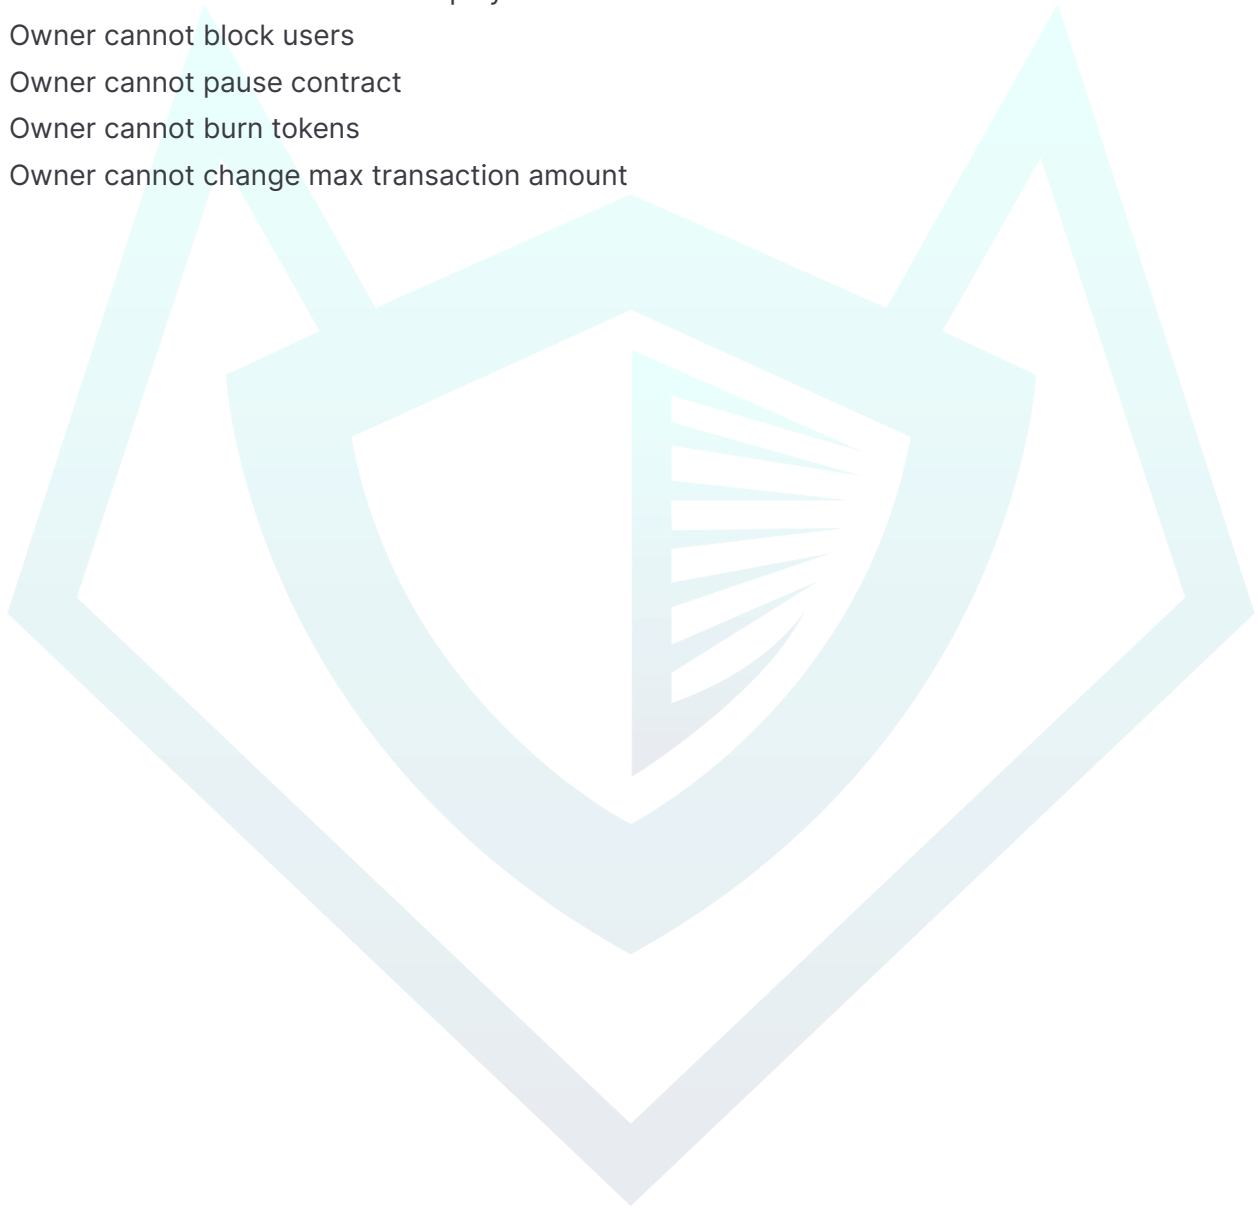 Owner cannot block users
Owner cannot pause contract
Owner cannot burn tokens
Owner cannot change max transaction amount